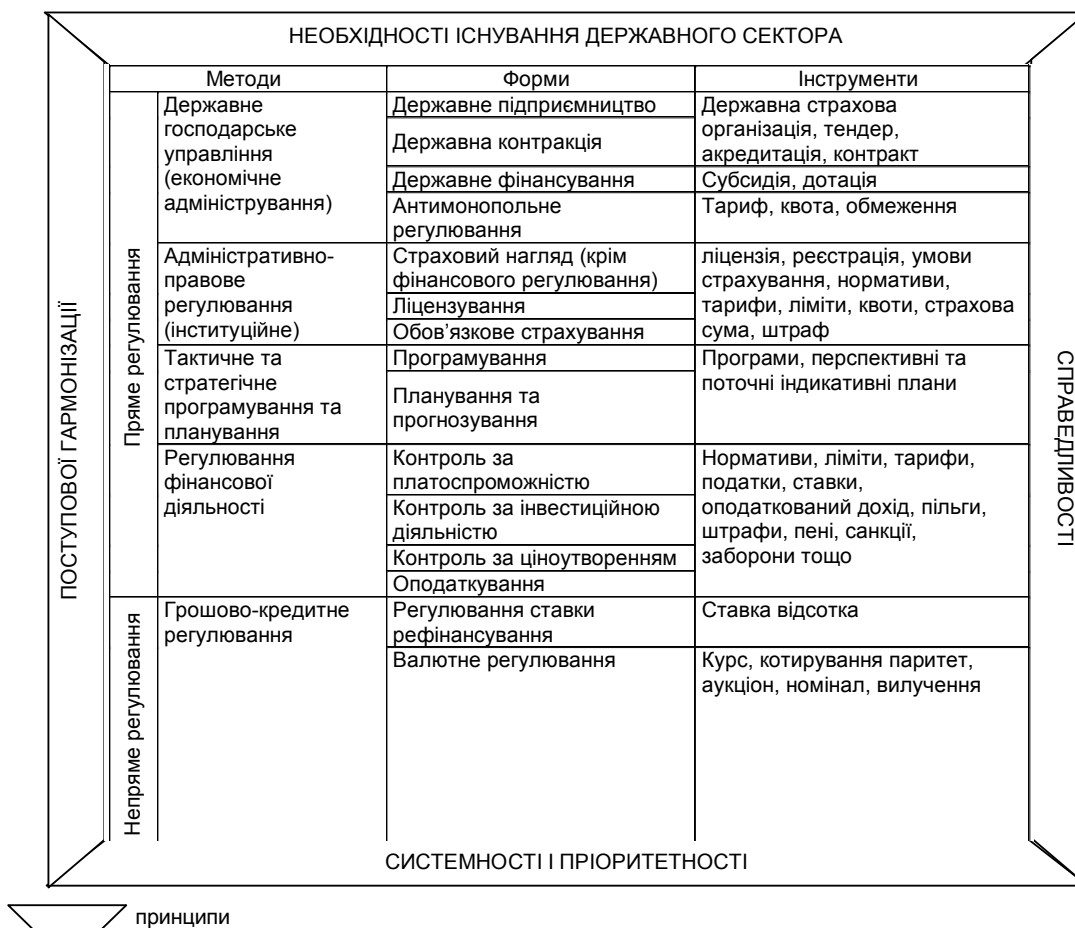 НЕОБХІДНОСТІ ІСНУВАННЯ ДЕРЖАВНОГО СЕКТОРА
ПОСТУПОВОЇ ГАРМОНІЗАЦІЇ
Методи
Форми
Інструменти
Пряме регулювання
Державне
господарське
управління
(економічне
адміністрування)
Державне підприємництво
Державна контракція
Державна страхова
організація, тендер,
акредитація, контракт
Державне фінансування
Субсидія, дотація
Антимонопольне
регулювання
Тариф, квота, обмеження
Адміністративно-
правове
регулювання
(інституційне)
Страховий нагляд (крім
фінансового регулювання)
Ліцензування
Обов’язкове страхування
ліцензія, реєстрація, умови
страхування, нормативи,
тарифи, ліміти, квоти, страхова
сума, штраф
Тактичне та
стратегічне
програмування та
планування
Програмування
Планування та
прогнозування
Програми, перспективні та
поточні індикативні плани
Регулювання
фінансової
діяльності
Контроль за
платоспроможністю
Контроль за інвестиційною
діяльністю
Контроль за ціноутворенням
Оподаткування
Нормативи, ліміти, тарифи,
податки, ставки,
оподаткований дохід, пільги,
штрафи, пені, санкції,
заборони тощо
Непряме регулювання
Грошово-кредитне
регулювання
Регулювання ставки
рефінансування
Ставка відсотка
Валютне регулювання
Курс, котирування паритет,
аукціон, номінал, вилучення
СПРАВЕДЛИВОСТІ
СИСТЕМНОСТІ І ПРІОРИТЕТНОСТІ
принципи